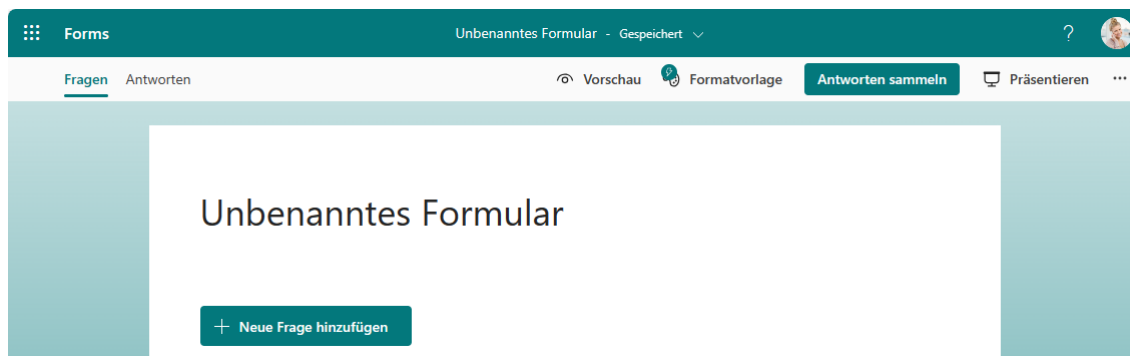 Forms
Unbenanntes Formular - Gespeichert
?
Fragen Antworten Vorschau Formatvorlage Antworten sammeln Präsentieren ...
Unbenanntes Formular
+ Neue Frage hinzufügen